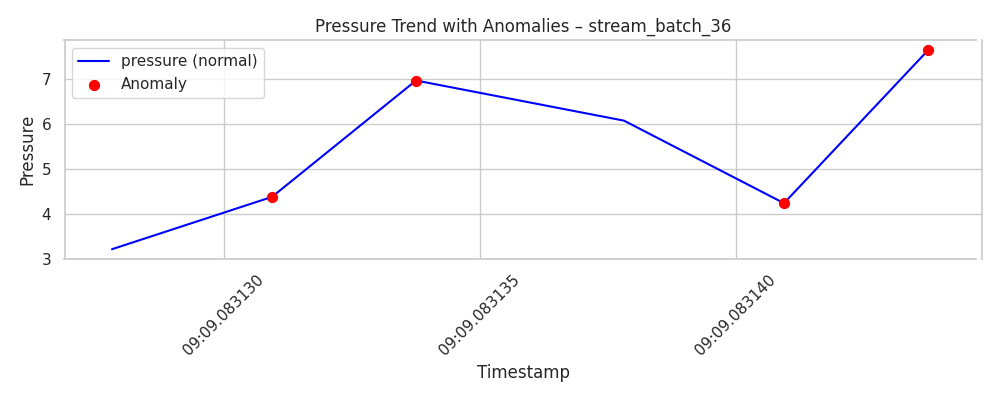 Pressure Trend with Anomalies – stream_batch_36
pressure (normal)
Anomaly
Pressure
7
6
5
4
3
09:09.083130
09:09.083135
09:09.083140
Timestamp